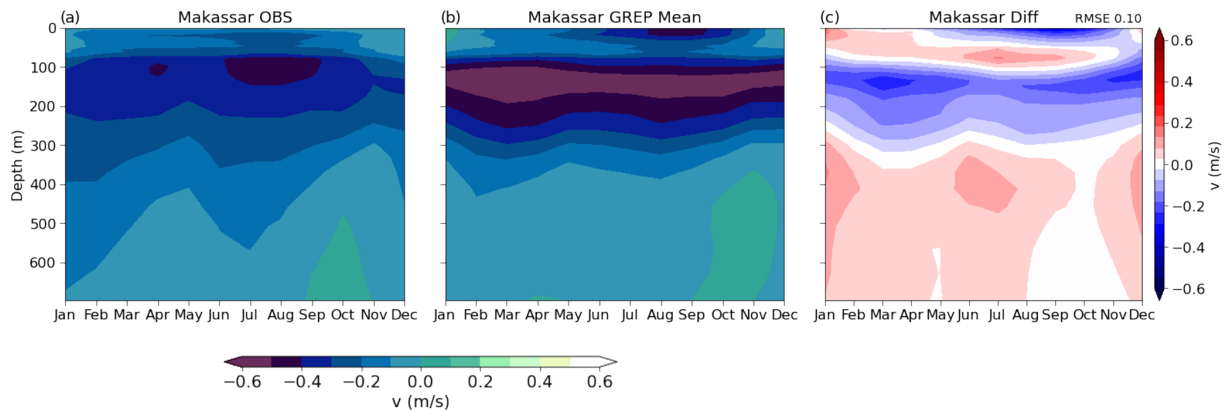 (a) Makassar OBS
(b) Makassar GREP Mean
(c) Makassar Diff RMSE 0.10
0
100
200
300
400
500
600
Depth (m)
Jan Feb Mar Apr May Jun Jul Aug Sep Oct Nov Dec
Jan Feb Mar Apr May Jun Jul Aug Sep Oct Nov Dec
Jan Feb Mar Apr May Jun Jul Aug Sep Oct Nov Dec
0.6
0.4
0.2
0.0
−0.2
−0.4
−0.6
v (m/s)
−0.6 −0.4 −0.2 0.0 0.2 0.4 0.6
v (m/s)